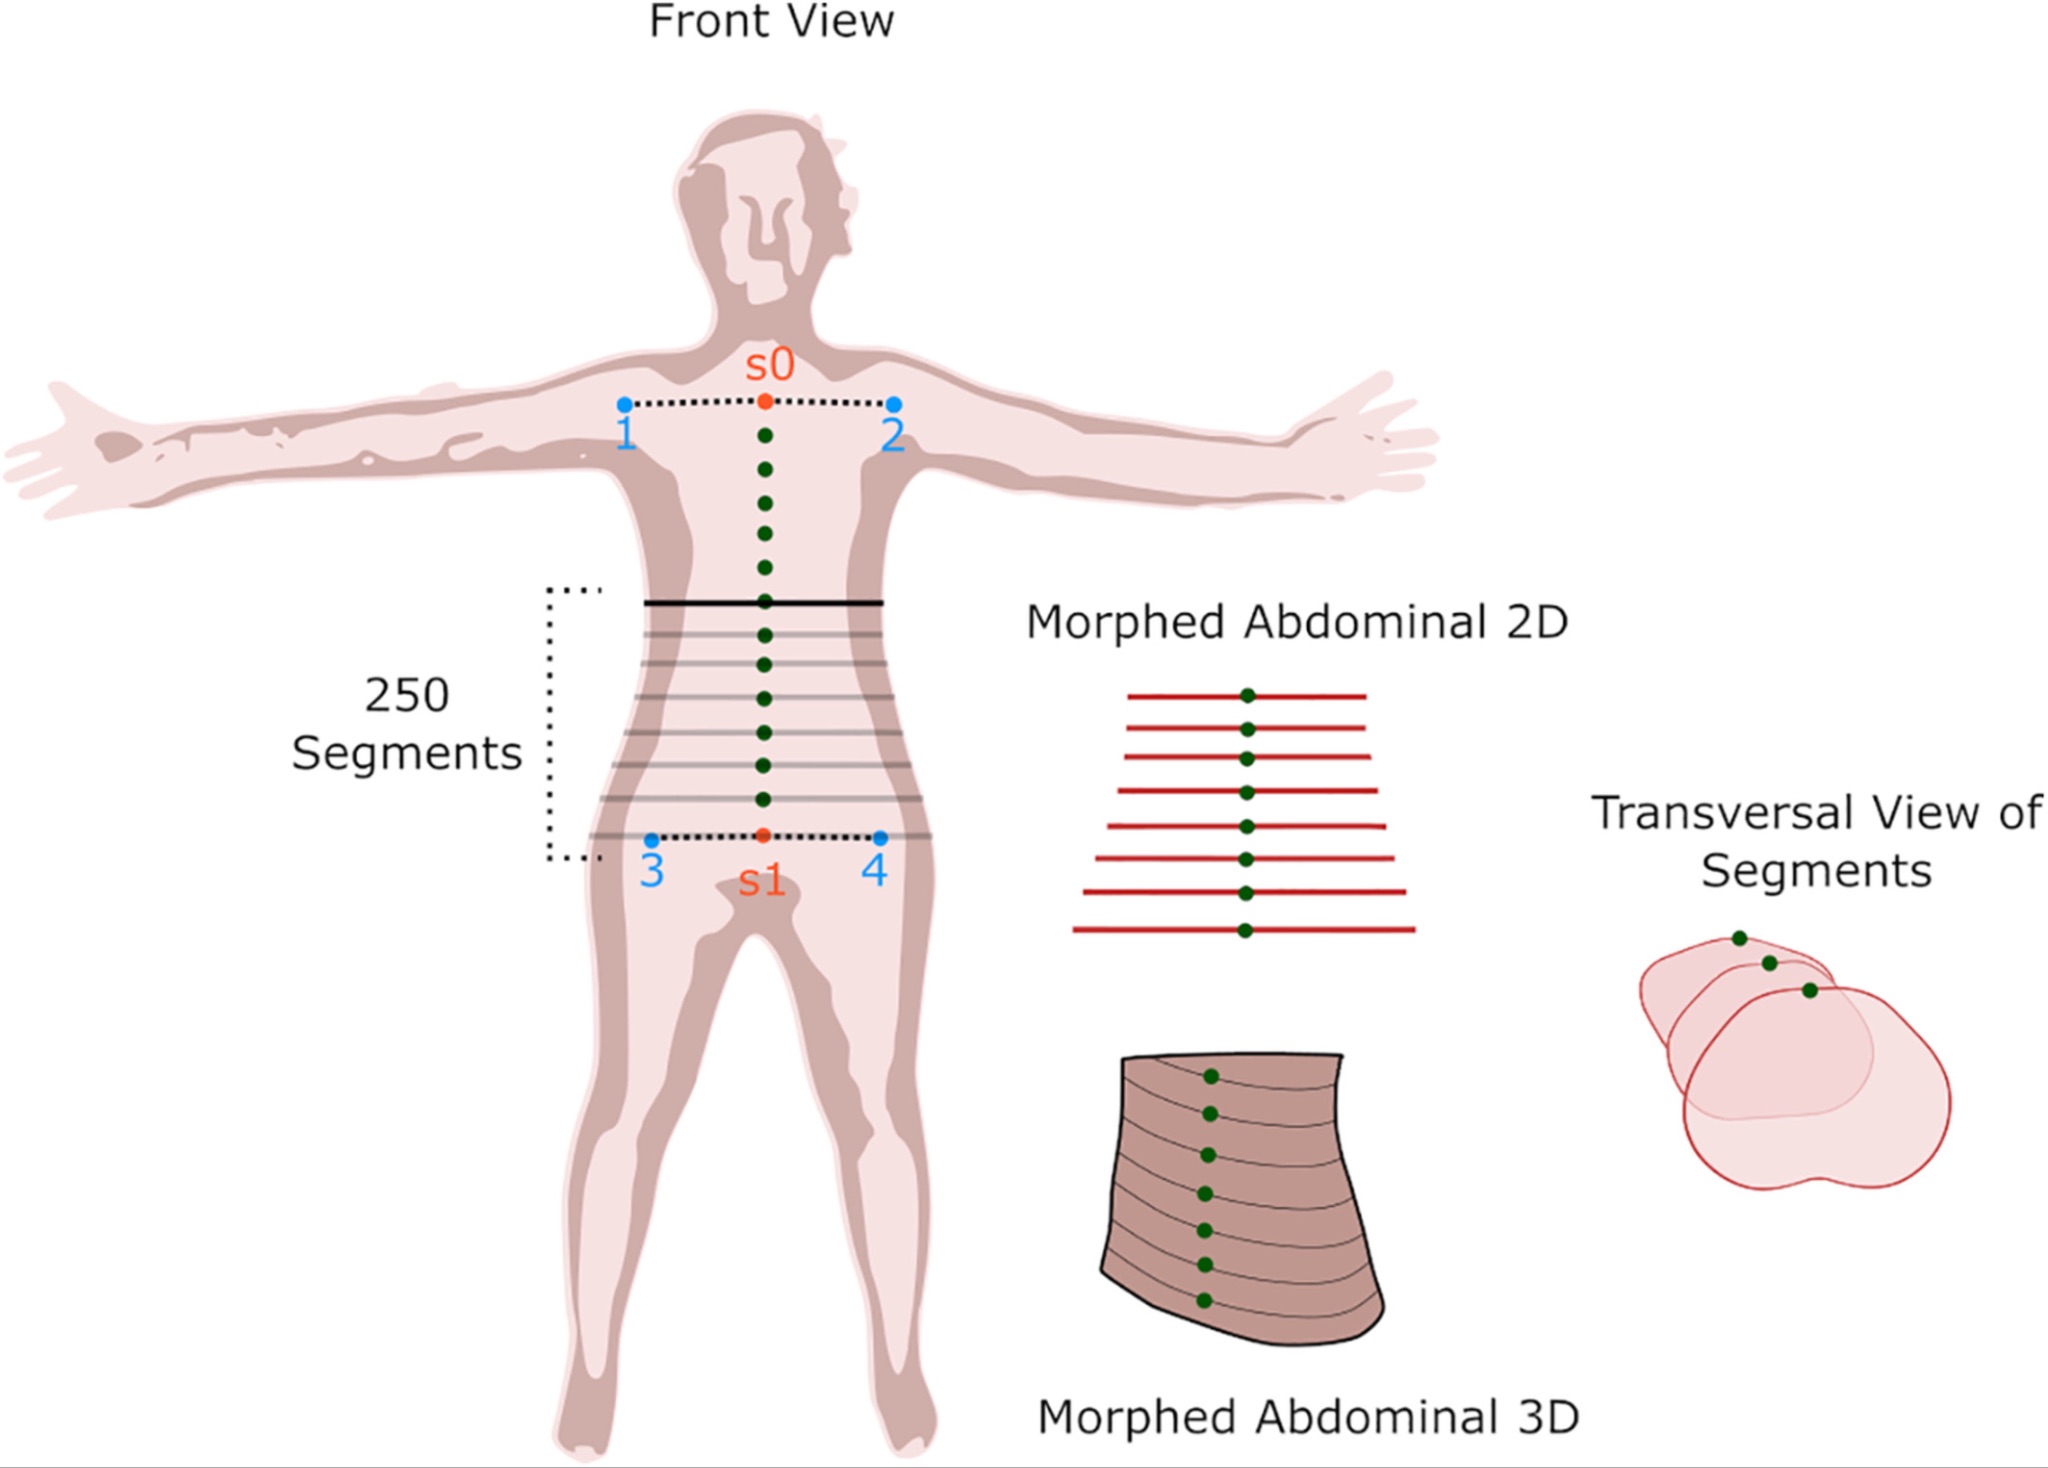 Front View
s0
1
2
250
Segments
3
s1
4
Morphed Abdominal 2D
Transversal View of
Segments
Morphed Abdominal 3D